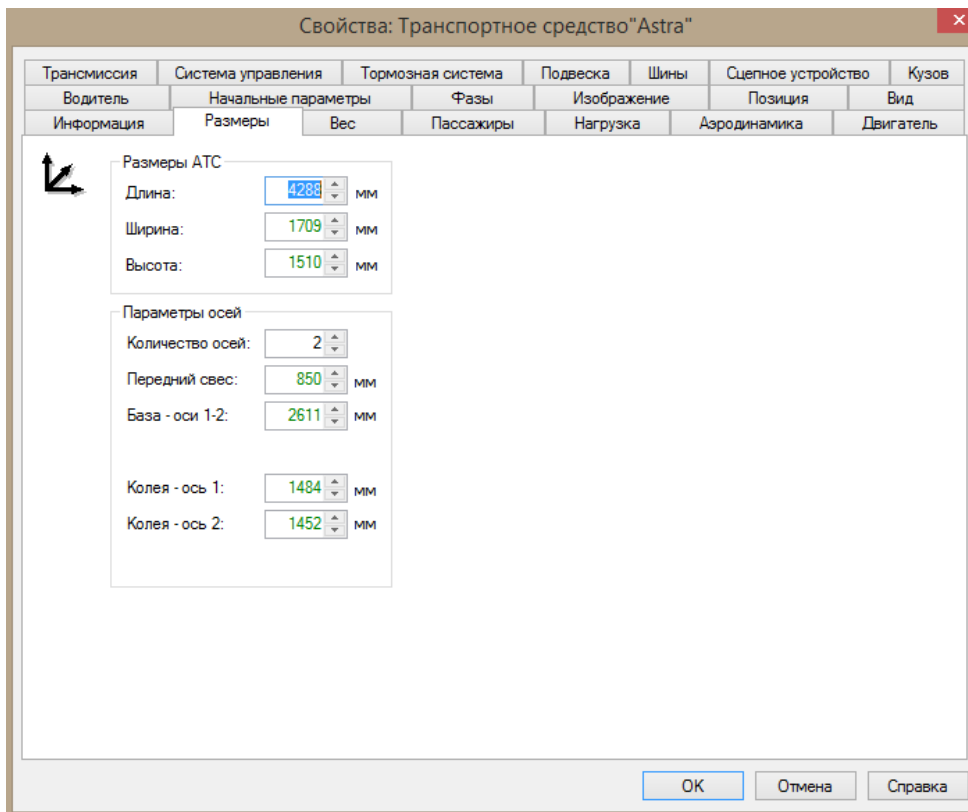 Свойства: Транспортное средство"Astra"
Трансмиссия Система управления Тормозная система Подвеска Шины Сцепное устройство Кузов
Водитель Начальные параметры Фазы Изображение Позиция Вид
Информация Размеры Вес Пассажиры Нагрузка Аэродинамика Двигатель
Размеры АТС
Длина: 4288 мм
Ширина: 1709 мм
Высота: 1510 мм
Параметры осей
Количество осей: 2
Передний свес: 850 мм
База - оси 1-2: 2611 мм
Колея - ось 1: 1484 мм
Колея - ось 2: 1452 мм
OK Отмена Справка